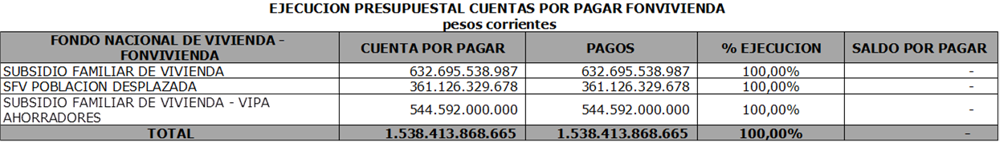 EJECUCION PRESUPUESTAL CUENTAS POR PAGAR FONVIVIENDA
pesos corrientes
FONDO NACIONAL DE VIVIENDA - FONVIVIENDA CUENTA POR PAGAR PAGOS % EJECUCION SALDO POR PAGAR
SUBSIDIO FAMILIAR DE VIVIENDA 632.695.538.987 632.695.538.987 100,00% -
SFV POBLACION DESPLAZADA 361.126.329.678 361.126.329.678 100,00% -
SUBSIDIO FAMILIAR DE VIVIENDA - VIPA AHORRADORES 544.592.000.000 544.592.000.000 100,00% -
TOTAL 1.538.413.868.665 1.538.413.868.665 100,00% -